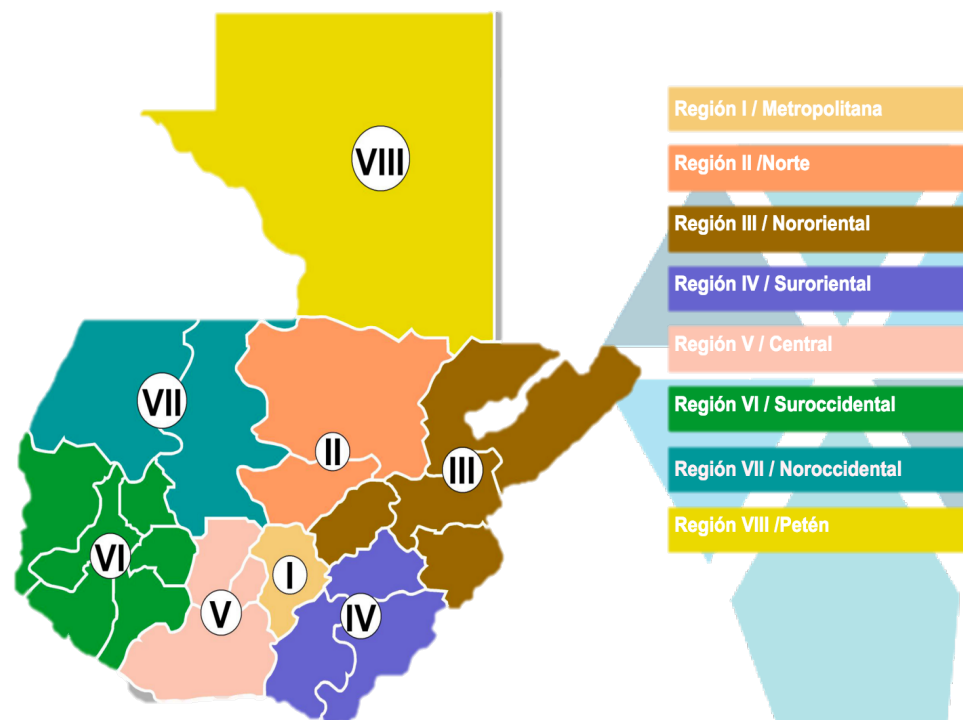 VIII
VII
II
III
VI
I
V
IV
Región I / Metropolitana
Región II /Norte
Región III / Nororiental
Región IV / Suroriental
Región V / Central
Región VI / Suroccidental
Región VII / Noroccidental
Región VIII /Petén